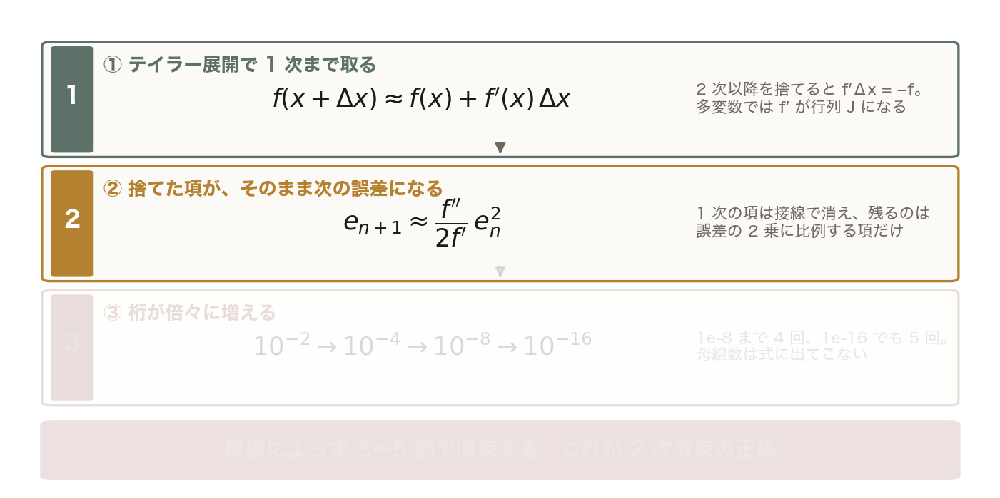 1
① テイラー展開で 1 次まで取る
f(x + Δx) ≈ f(x) + f′(x) Δx
2 次以降を捨てると f′Δx = −f。
多変数では f′ が行列 J になる
2
② 捨てた項が、そのまま次の誤差になる
e_{n+1} ≈ \frac{f″}{2f′} e_n^2
1 次の項は接線で消え、残るのは
誤差の 2 乗に比例する項だけ
3
③ 桁が倍々に増える
10^{−2} → 10^{−4} → 10^{−8} → 10^{−16}
1e-8 まで 4 回、1e-16 でも 5 回。
母線数は式に出てこない
規模によらず 3〜5 回で収束する。これが 2 次収束の正体